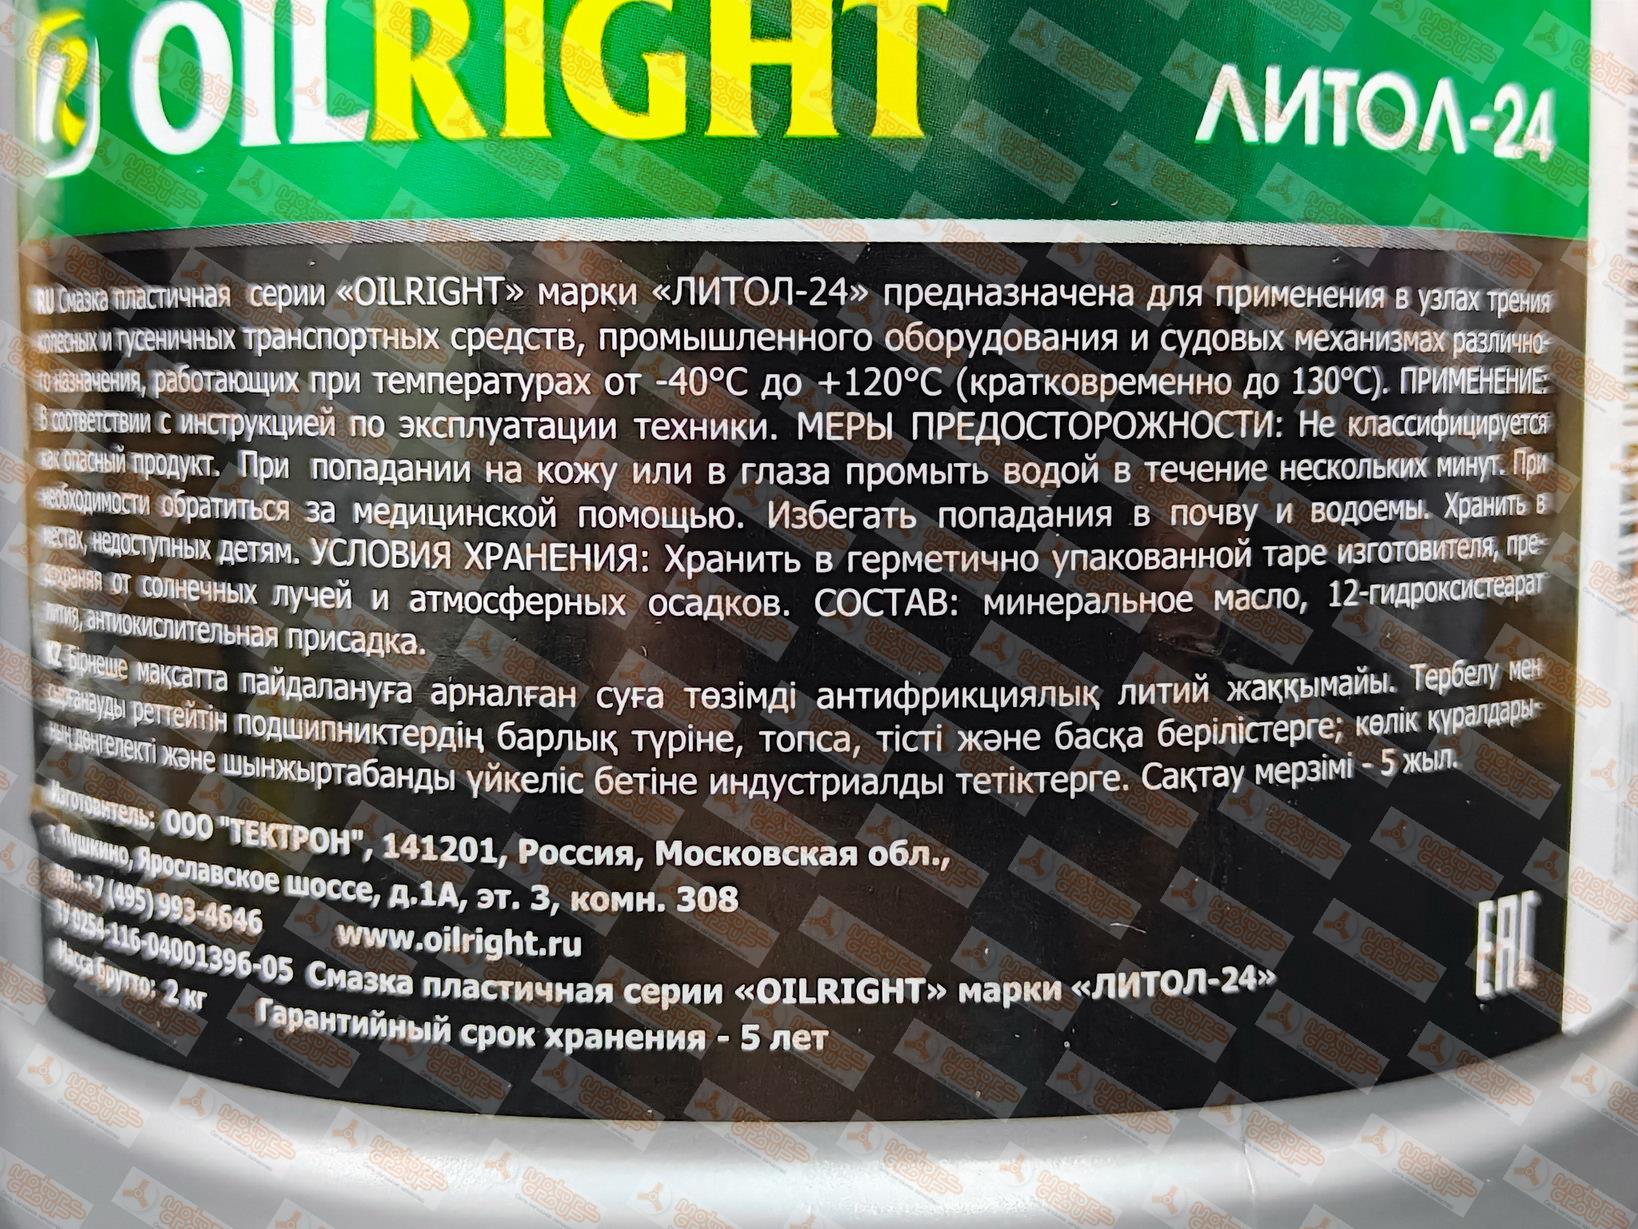 OILRIGHT
ЛИТОЛ-24
RU Смазка пластичная серии «OILRIGHT» марки «ЛИТОЛ-24» предназначена для применения в узлах трения
колесных и гусеничных транспортных средств, промышленного оборудования и судовых механизмах различно-
го назначения, работающих при температурах от -40°С до +120°С (кратковременно до 130°С). ПРИМЕНЕНИЕ:
В соответствии с инструкцией по эксплуатации техники. МЕРЫ ПРЕДОСТОРОЖНОСТИ: Не классифицируется
как опасный продукт. При попадании на кожу или в глаза промыть водой в течение нескольких минут. При
необходимости обратиться за медицинской помощью. Избегать попадания в почву и водоемы. Хранить в
местах, недоступных детям. УСЛОВИЯ ХРАНЕНИЯ: Хранить в герметично упакованной таре изготовителя, пре-
дохраняя от солнечных лучей и атмосферных осадков. СОСТАВ: минеральное масло, 12-гидроксистеарат
лития, антиокислительная присадка.
KZ Бірнеше мақсатта пайдалануға арналған суға төзімді антифрикциялық литий жаққымайы. Тербелу мен
сырғанауды реттейтін подшипниктердің барлық түріне, топса, тісті және басқа берілістерге; көлік құралдары-
ның дөңгелекті және шынжыртабанды үйкеліс бетіне индустриалды тетіктерге. Сақтау мерзімі - 5 жыл.
Изготовитель: ООО "ТЕКТРОН", 141201, Россия, Московская обл.,
г. Пушкино, Ярославское шоссе, д.1А, эт. 3, комн. 308
тел.: +7 (495) 993-4646 www.oilright.ru
ТУ 0254-116-04001396-05 Смазка пластичная серии «OILRIGHT» марки «ЛИТОЛ-24»
Масса брутто: 2 кг Гарантийный срок хранения - 5 лет
EAC